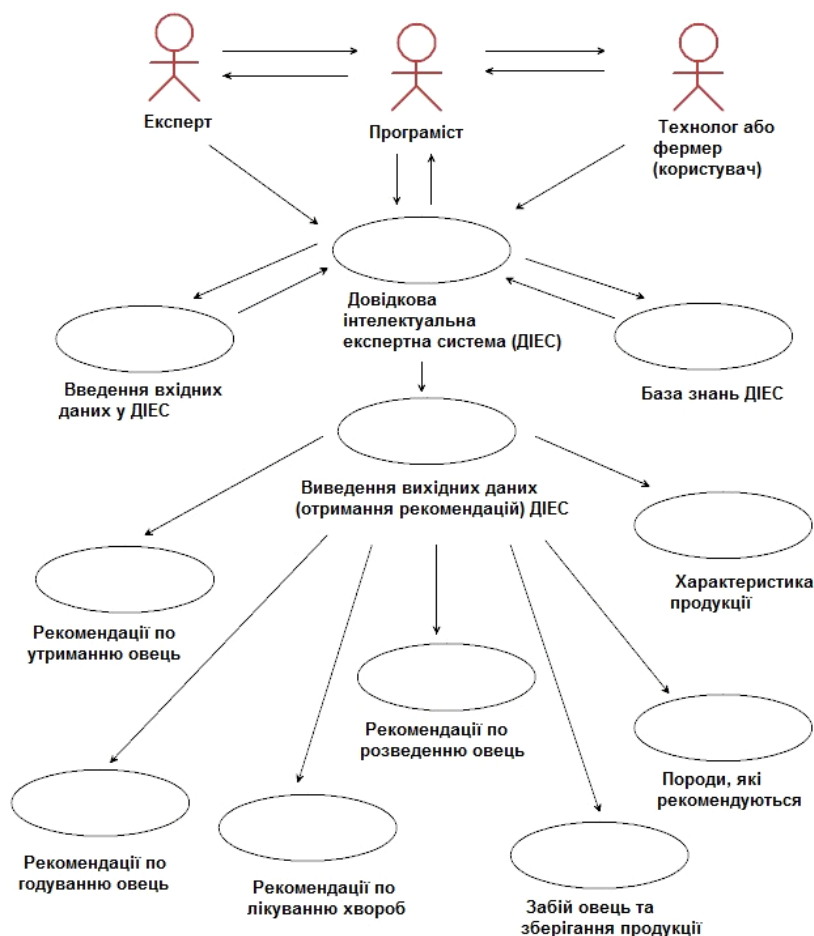 Експерт
Програміст
Технолог або
фермер
(користувач)
Довідкова
інтелектуальна
експертна система (ДІЕС)
Введення вхідних
даних у ДІЕС
База знань ДІЕС
Виведення вихідних даних
(отримання рекомендацій) ДІЕС
Характеристика
продукції
Рекомендації по
утриманню овець
Рекомендації по
розведенню овець
Породи, які
рекомендуються
Рекомендації по
годуванню овець
Рекомендації по
лікуванню хвороб
Забій овець та
зберігання продукції